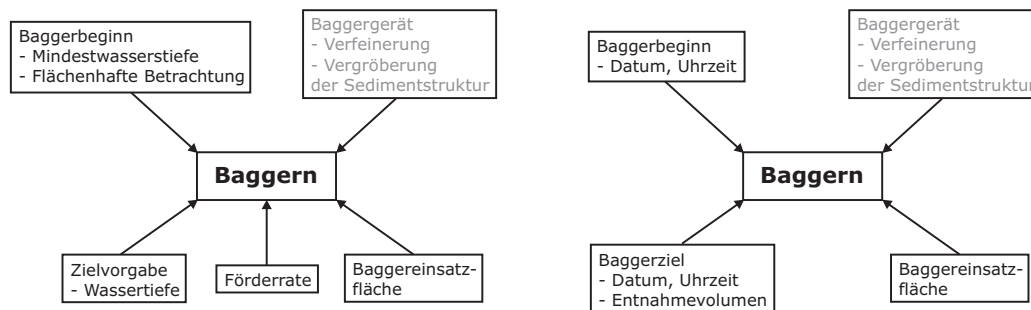 Baggerbeginn
- Mindestwasserstiefe
- Flächenhafte Betrachtung
Baggergerät
- Verfeinerung
- Vergröberung
der Sedimentstruktur
Baggern
Zielvorgabe
- Wassertiefe
Förderrate
Baggereinsatz-
fläche
Baggerbeginn
- Datum, Uhrzeit
Baggergerät
- Verfeinerung
- Vergröberung
der Sedimentstruktur
Baggern
Baggerziel
- Datum, Uhrzeit
- Entnahmevolumen
Baggereinsatz-
fläche